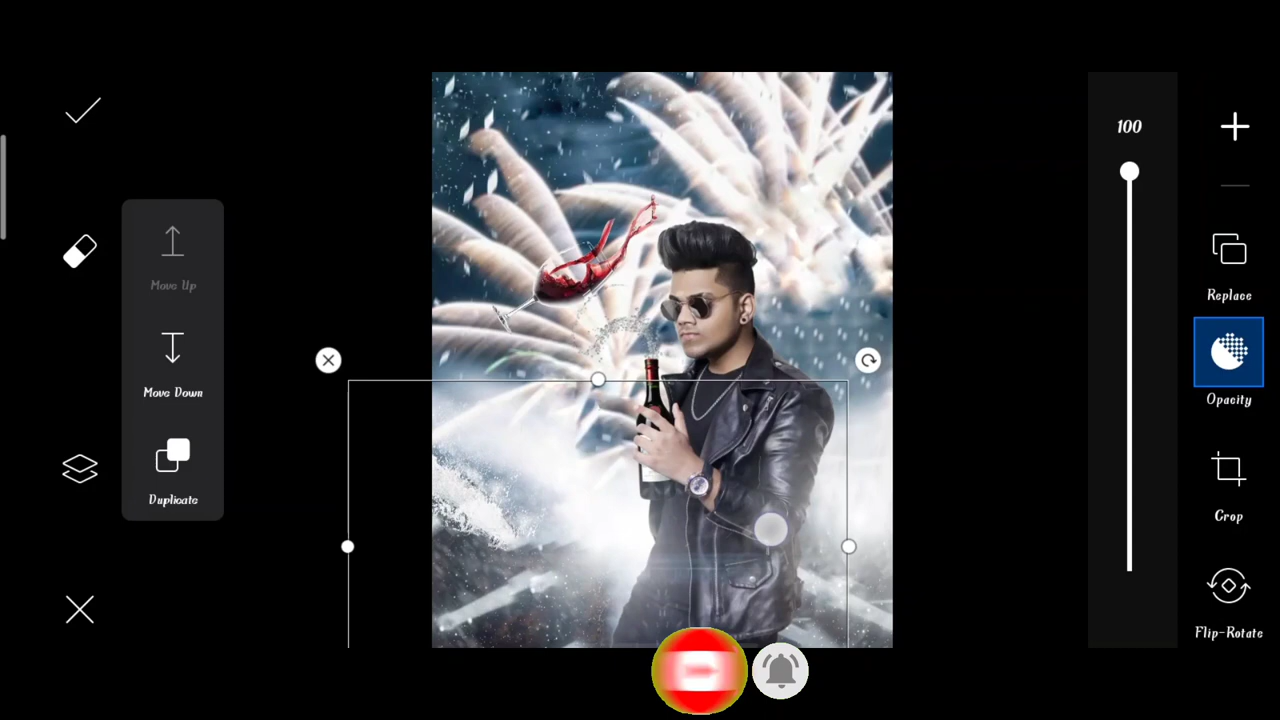 100
Move Up
Replace
Move Down
Opacity
Duplicate
Crop
Flip-Rotate